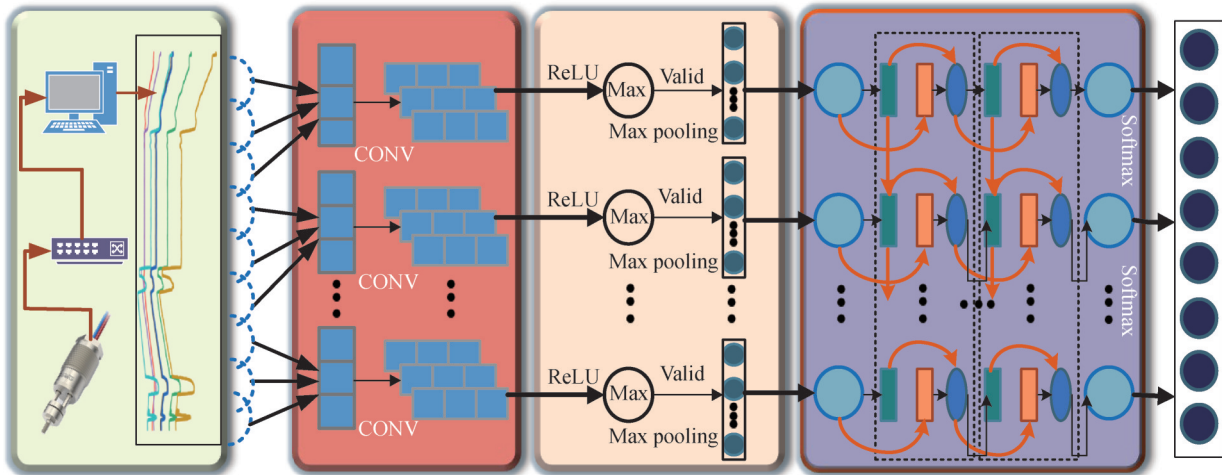 ReLU
Max
Valid
Max pooling
CONV
Softmax
ReLU
Max
Valid
Max pooling
CONV
Softmax
ReLU
Max
Valid
Max pooling
CONV